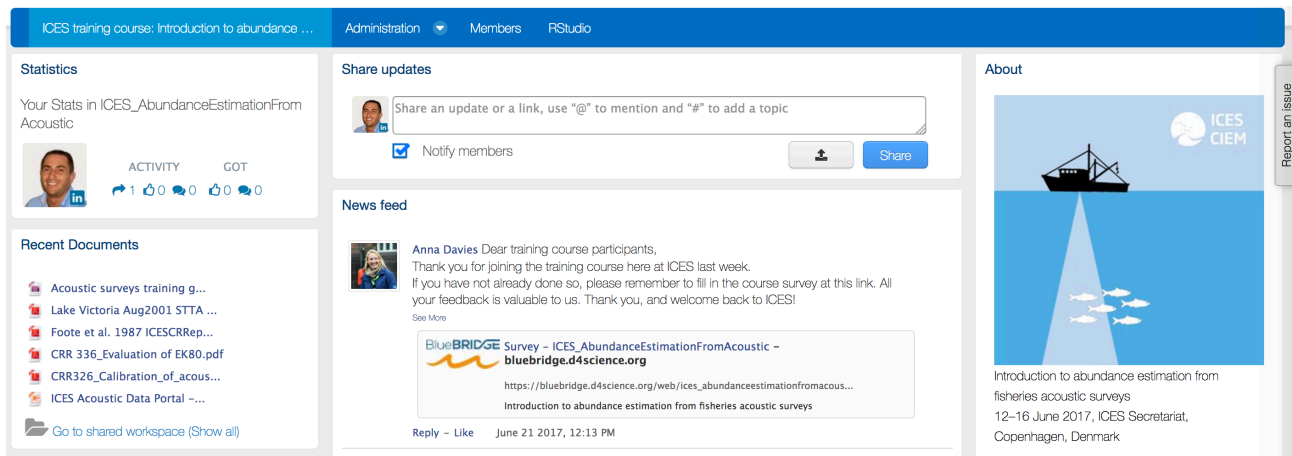 ICES training course: Introduction to abundance ...
Administration
Members
RStudio
Statistics
Your Stats in ICES_AbundanceEstimationFrom
Acoustic
in
ACTIVITY GOT
1 0 0 0 0
Recent Documents
Acoustic surveys training g...
Lake Victoria Aug2001 STTA ...
Foote et al. 1987 ICESCRRep...
CRR 336_Evaluation of EK80.pdf
CRR326_Calibration_of_acous...
ICES Acoustic Data Portal -...
Go to shared workspace (Show all)
Share updates
in
Share an update or a link, use “@” to mention and “#” to add a topic
Notify members
Share
News feed
Anna Davies Dear training course participants,
Thank you for joining the training course here at ICES last week.
If you have not already done so, please remember to fill in the course survey at this link. All
your feedback is valuable to us. Thank you, and welcome back to ICES!
See More
BlueBRIDGE
Survey - ICES_AbundanceEstimationFromAcoustic -
bluebridge.d4science.org
https://bluebridge.d4science.org/web/ices_abundanceestimationfromacous...
Introduction to abundance estimation from fisheries acoustic surveys
Reply - Like June 21 2017, 12:13 PM
About
ICES
CIEM
Introduction to abundance estimation from
fisheries acoustic surveys
12–16 June 2017, ICES Secretariat,
Copenhagen, Denmark
Report an issue